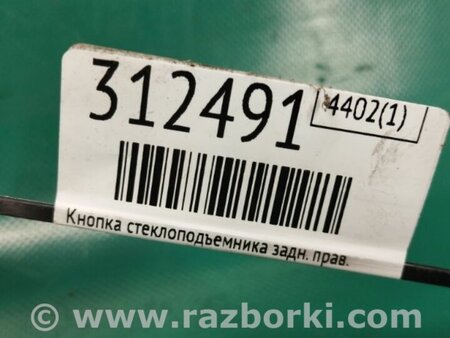 312491
4402(1)
Кнопка стеклоподъемника задн. прав.
© www.razborki.com